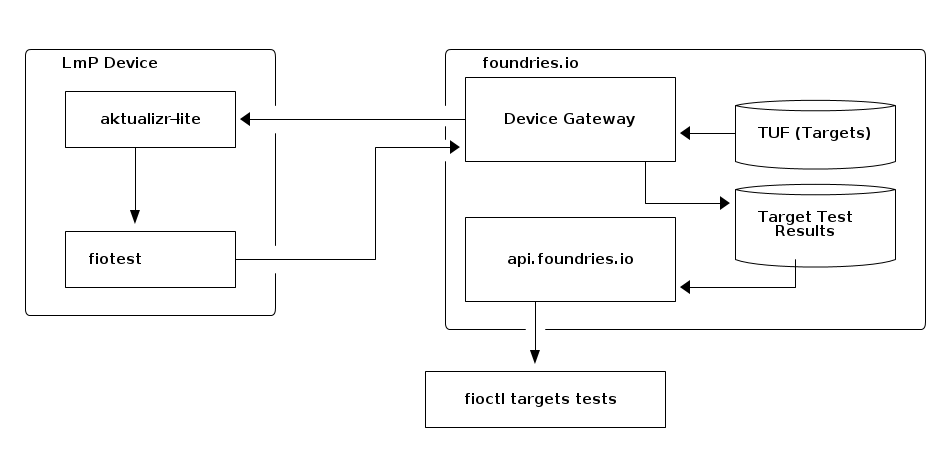 LmP Device
foundries.io
aktualizr-lite
Device Gateway
TUF (Targets)
fiotest
Target Test
Results
api.foundries.io
fioctl targets tests